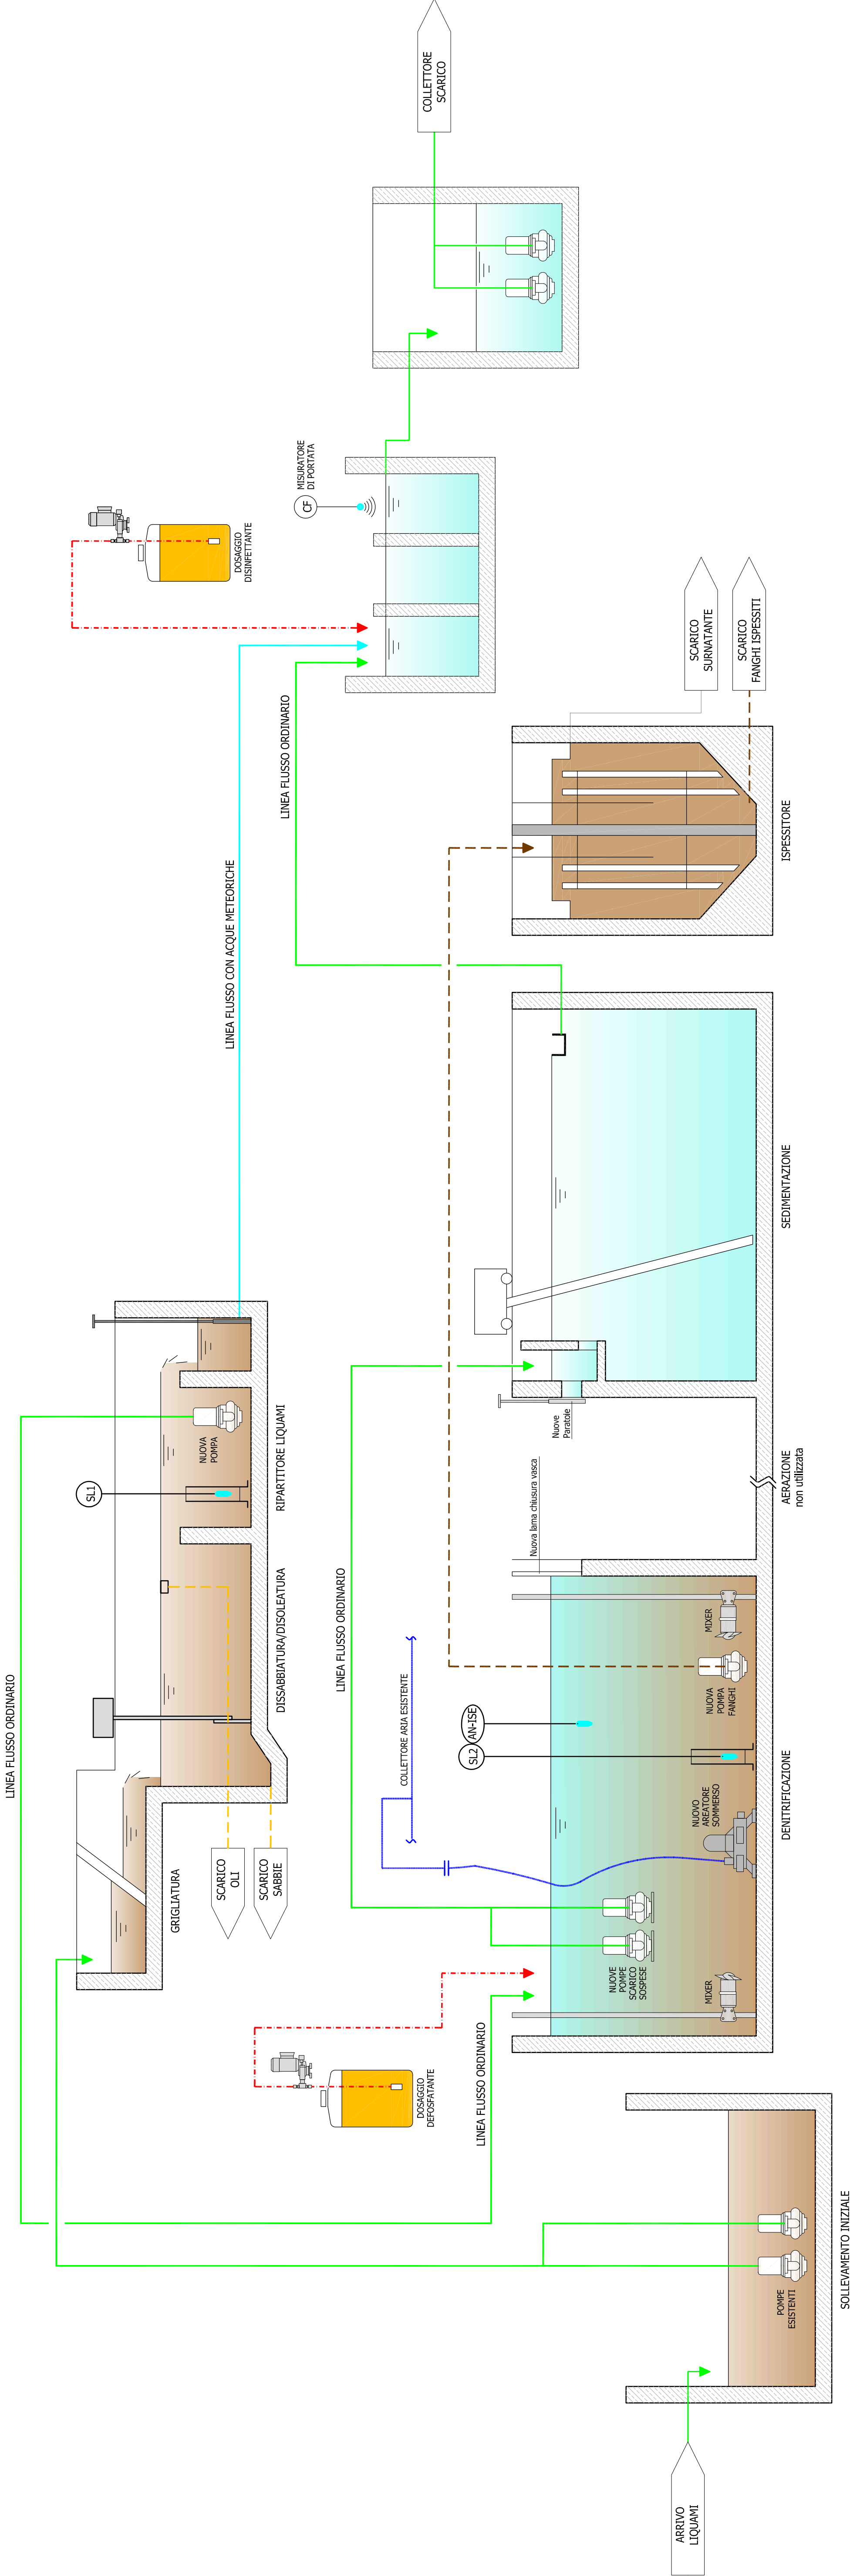 ARRIVO
LIQUAMI
POMPE
ESISTENTI
SOLLEVAMENTO INIZIALE
LINEA FLUSSO ORDINARIO
GRIGLIATURA
SCARICO
OLI
SCARICO
SABBIE
DISSABBIATURA/DISOLEATURA
SL1
NUOVA
POMPA
RIPARTITORE LIQUAMI
LINEA FLUSSO CON ACQUE METEORICHE
DOSAGGIO
DEFOSFATANTE
LINEA FLUSSO ORDINARIO
MIXER
NUOVE
POMPE
SCARICO
SOSPESE
NUOVO
AREATORE
SOMMERSO
COLLETTORE ARIA ESISTENTE
SL2
AN-ISE
NUOVA
POMPA
FANGHI
MIXER
DENITRIFICAZIONE
LINEA FLUSSO ORDINARIO
Nuova lama chiusura vasca
AERAZIONE
non utilizzata
Nuove
Paratoie
SEDIMENTAZIONE
ISPESSITORE
SCARICO
SURNATANTE
SCARICO
FANGHI ISPESSITI
LINEA FLUSSO ORDINARIO
DOSAGGIO
DISINFETTANTE
CF
MISURATORE
DI PORTATA
COLLETTORE
SCARICO